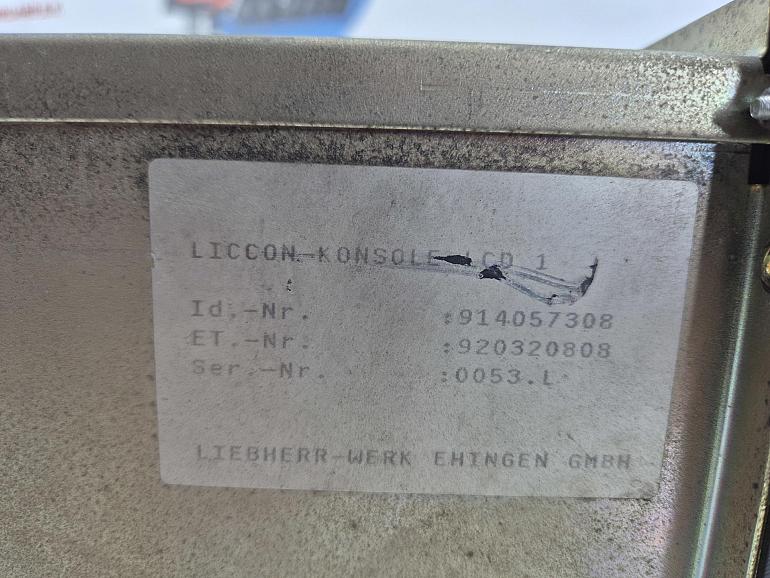 LICCON-KONSOLE LCD 1
Id.-Nr. :914057308
ET.-Nr. :920320808
Ser.-Nr. :0053.L
LIEBHERR-WERK EHINGEN GMBH